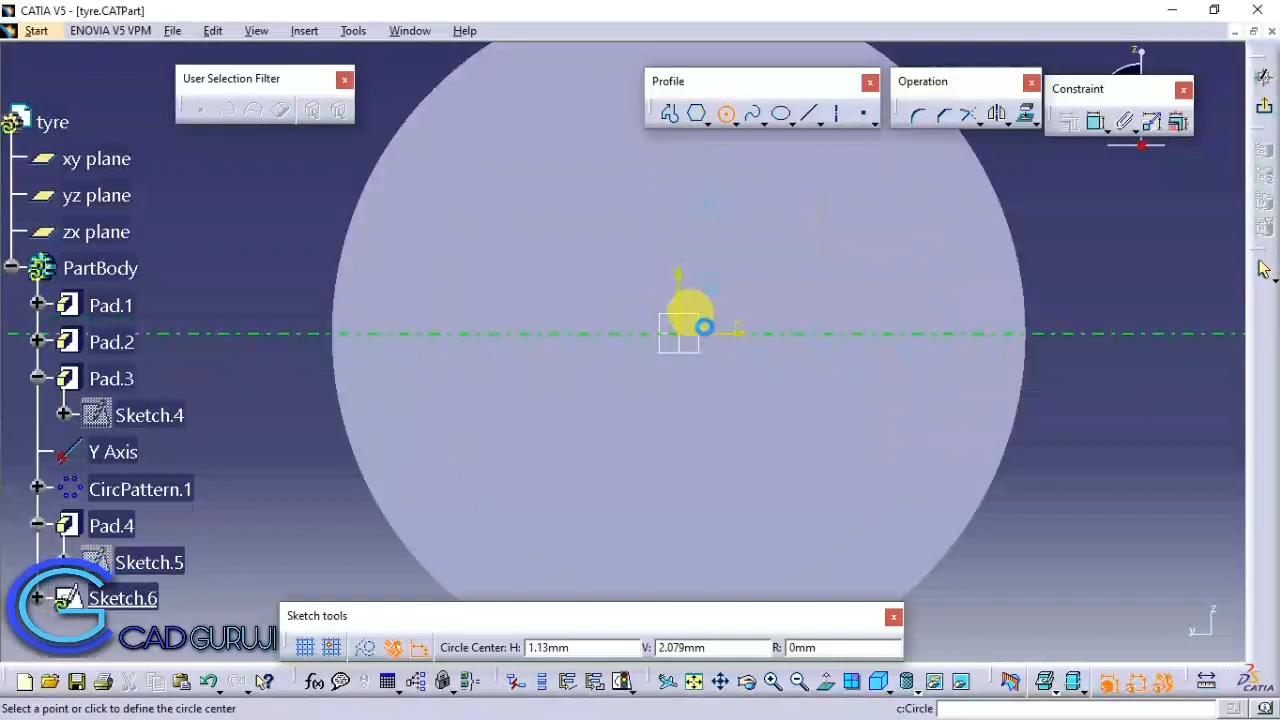 CATIA V5 - [tyre.CATPart]
Start ENOVIA V5 VPM File Edit View Insert Tools Window Help
User Selection Filter
Profile
Operation
Constraint
z
tyre
xy plane
yz plane
zx plane
PartBody
Pad.1
Pad.2
Pad.3
Sketch.4
Y Axis
CircPattern.1
Pad.4
Sketch.5
Sketch.6
G
CADGURUJI
Sketch tools
Circle Center: H: 1.13mm V: 2.079mm R: 0mm
z
y
f(x)
CATIA
Select a point or click to define the circle center c:Circle